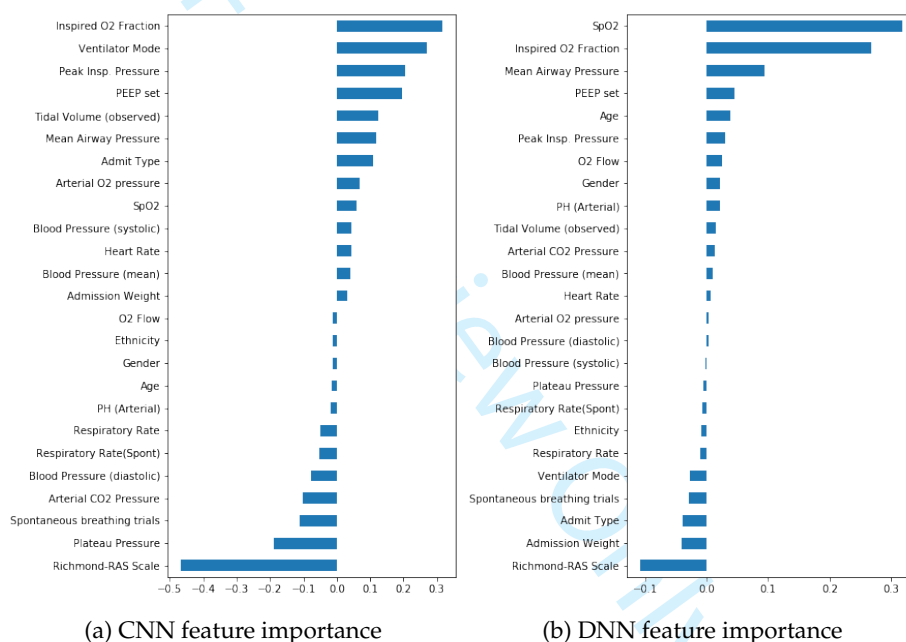 Inspired O2 Fraction
Ventilator Mode
Peak Insp. Pressure
PEEP set
Tidal Volume (observed)
Mean Airway Pressure
Admit Type
Arterial O2 pressure
SpO2
Blood Pressure (systolic)
Heart Rate
Blood Pressure (mean)
Admission Weight
O2 Flow
Ethnicity
Gender
Age
PH (Arterial)
Respiratory Rate
Respiratory Rate(Spont)
Blood Pressure (diastolic)
Arterial CO2 Pressure
Spontaneous breathing trials
Plateau Pressure
Richmond-RAS Scale
−0.5 −0.4 −0.3 −0.2 −0.1 0.0 0.1 0.2 0.3
(a) CNN feature importance
SpO2
Inspired O2 Fraction
Mean Airway Pressure
PEEP set
Age
Peak Insp. Pressure
O2 Flow
Gender
PH (Arterial)
Tidal Volume (observed)
Arterial CO2 Pressure
Blood Pressure (mean)
Heart Rate
Arterial O2 pressure
Blood Pressure (diastolic)
Blood Pressure (systolic)
Plateau Pressure
Respiratory Rate(Spont)
Ethnicity
Respiratory Rate
Ventilator Mode
Spontaneous breathing trials
Admit Type
Admission Weight
Richmond-RAS Scale
−0.1 0.0 0.1 0.2 0.3
(b) DNN feature importance